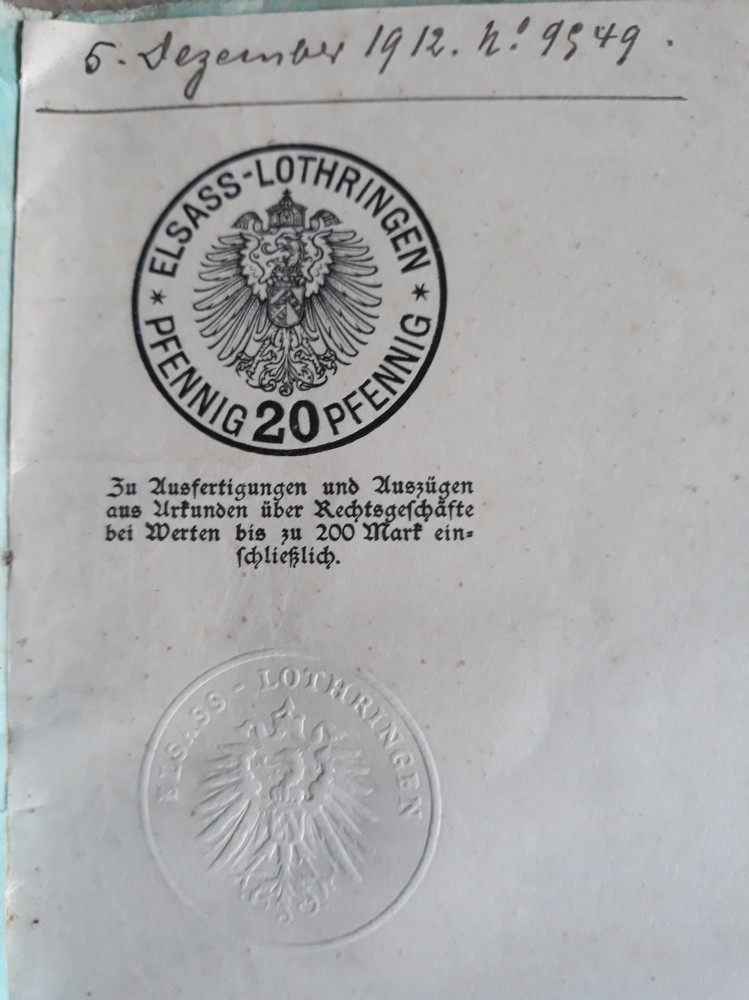 5. Dezember 1912. N.º 9549.
ELSASS-LOTHRINGEN
* PFENNIG 20 PFENNIG *
Zu Ausfertigungen und Auszügen
aus Urkunden über Rechtsgeschäfte
bei Werten bis zu 200 Mark ein-
schließlich.
ELSASS - LOTHRINGEN